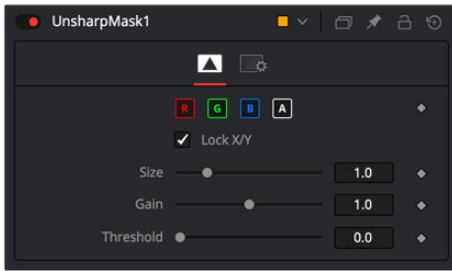 UnsharpMask1
R G B A
Lock X/Y
Size 1.0
Gain 1.0
Threshold 0.0